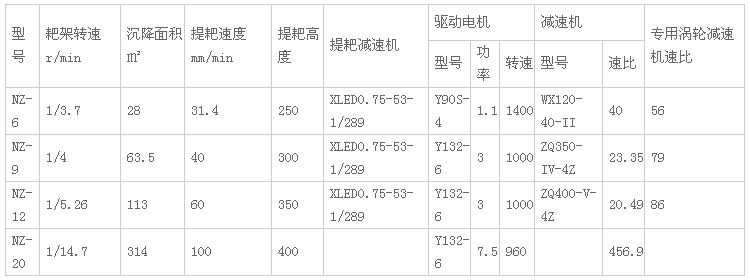 型号 耙架转速 r/min 沉降面积 m² 提耙速度 mm/min 提耙高度 提耙减速机 驱动电机 减速机 专用涡轮减速机速比
型号 功率 转速 型号 速比
NZ-6 1/3.7 28 31.4 250 XLED0.75-53-1/289 Y90S-4 1.1 1400 WX120-40-II 40 56
NZ-9 1/4 63.5 40 300 XLED0.75-53-1/289 Y132-6 3 1000 ZQ350-IV-4Z 23.35 79
NZ-12 1/5.26 113 60 350 XLED0.75-53-1/289 Y132-6 3 1000 ZQ400-V-4Z 20.49 86
NZ-20 1/14.7 314 100 400 Y132-6 7.5 960 456.9